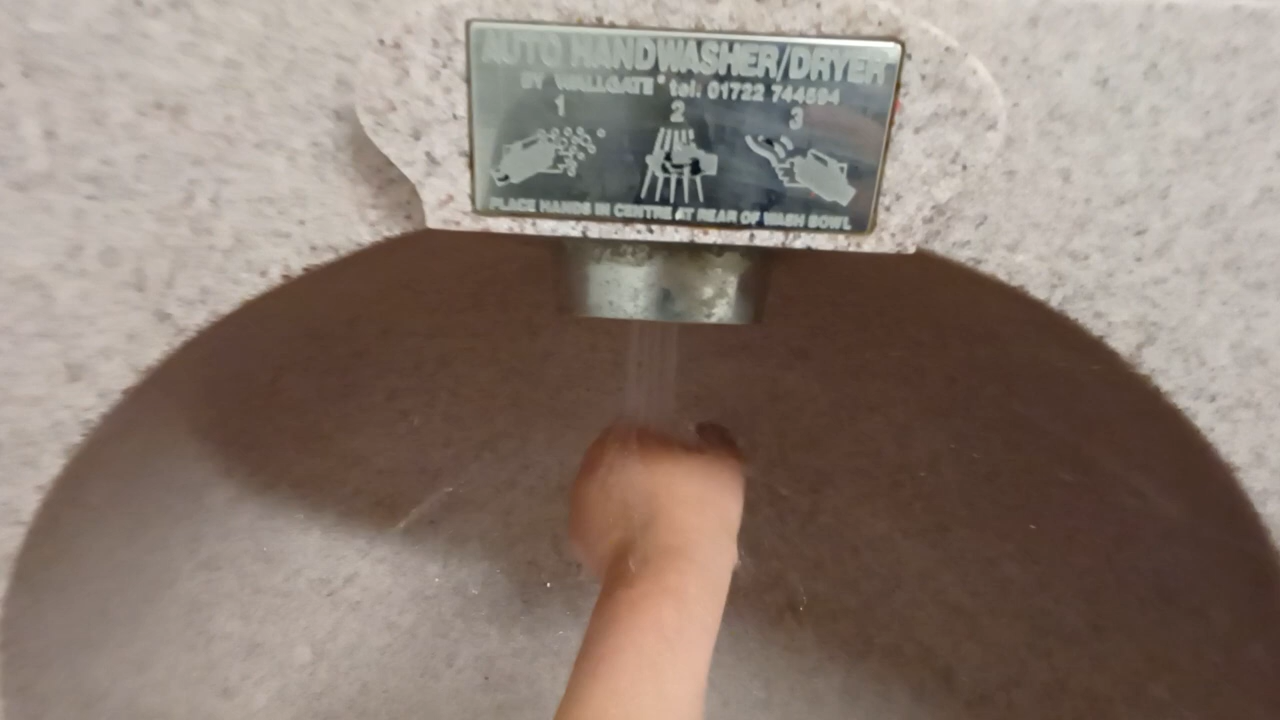 AUTO HANDWASHER/DRYER
BY WALLGATE® tel. 01722 744594
1 2 3
PLACE HANDS IN CENTRE AT REAR OF WASH BOWL